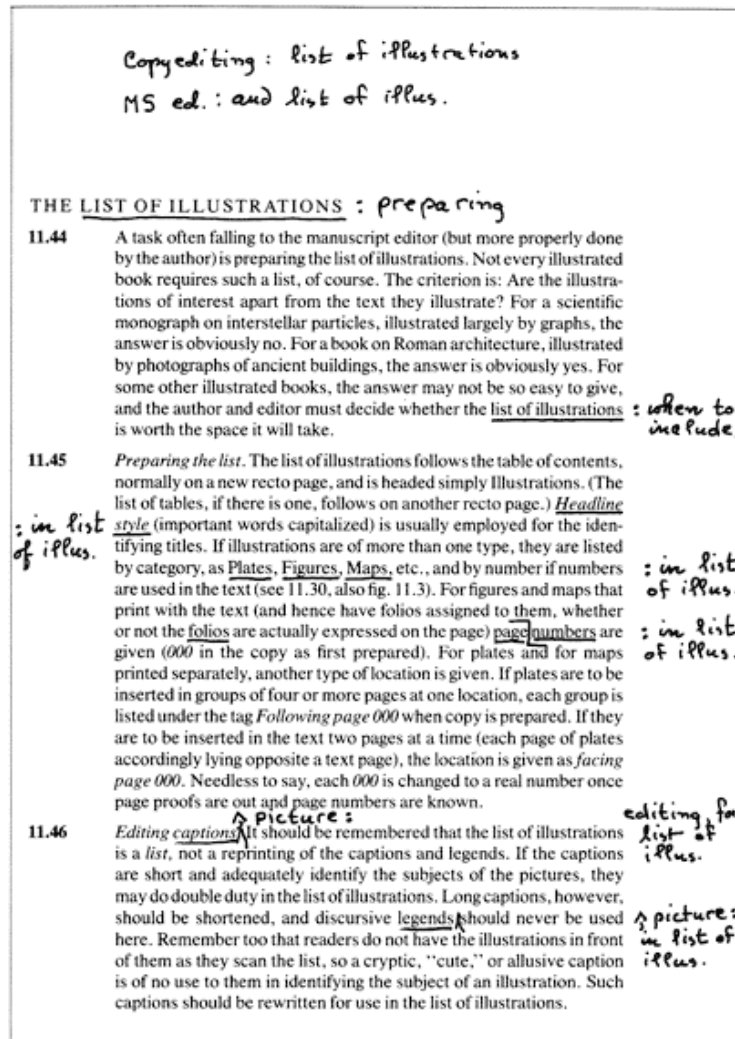 Copyediting : list of illustrations
MS ed. : and list of illus.
THE LIST OF ILLUSTRATIONS : preparing
11.44 A task often falling to the manuscript editor (but more properly done
by the author) is preparing the list of illustrations. Not every illustrated
book requires such a list, of course. The criterion is: Are the illustra-
tions of interest apart from the text they illustrate? For a scientific
monograph on interstellar particles, illustrated largely by graphs, the
answer is obviously no. For a book on Roman architecture, illustrated
by photographs of ancient buildings, the answer is obviously yes. For
some other illustrated books, the answer may not be so easy to give,
and the author and editor must decide whether the list of illustrations : when to
is worth the space it will take. include
11.45 Preparing the list. The list of illustrations follows the table of contents,
normally on a new recto page, and is headed simply Illustrations. (The
list of tables, if there is one, follows on another recto page.) Headline
: in list style (important words capitalized) is usually employed for the iden-
of illus. tifying titles. If illustrations are of more than one type, they are listed
by category, as Plates, Figures, Maps, etc., and by number if numbers : in list
are used in the text (see 11.30, also fig. 11.3). For figures and maps that of illus.
print with the text (and hence have folios assigned to them, whether
or not the folios are actually expressed on the page) page numbers are : in list
given (000 in the copy as first prepared). For plates and for maps of illus.
printed separately, another type of location is given. If plates are to be
inserted in groups of four or more pages at one location, each group is
listed under the tag Following page 000 when copy is prepared. If they
are to be inserted in the text two pages at a time (each page of plates
accordingly lying opposite a text page), the location is given as facing
page 000. Needless to say, each 000 is changed to a real number once
page proofs are out and page numbers are known.
^ picture : editing, for
11.46 Editing captions. It should be remembered that the list of illustrations list of
is a list, not a reprinting of the captions and legends. If the captions illus.
are short and adequately identify the subjects of the pictures, they
may do double duty in the list of illustrations. Long captions, however,
should be shortened, and discursive legends should never be used ^ picture :
here. Remember too that readers do not have the illustrations in front in list of
of them as they scan the list, so a cryptic, “cute,” or allusive caption illus.
is of no use to them in identifying the subject of an illustration. Such
captions should be rewritten for use in the list of illustrations.